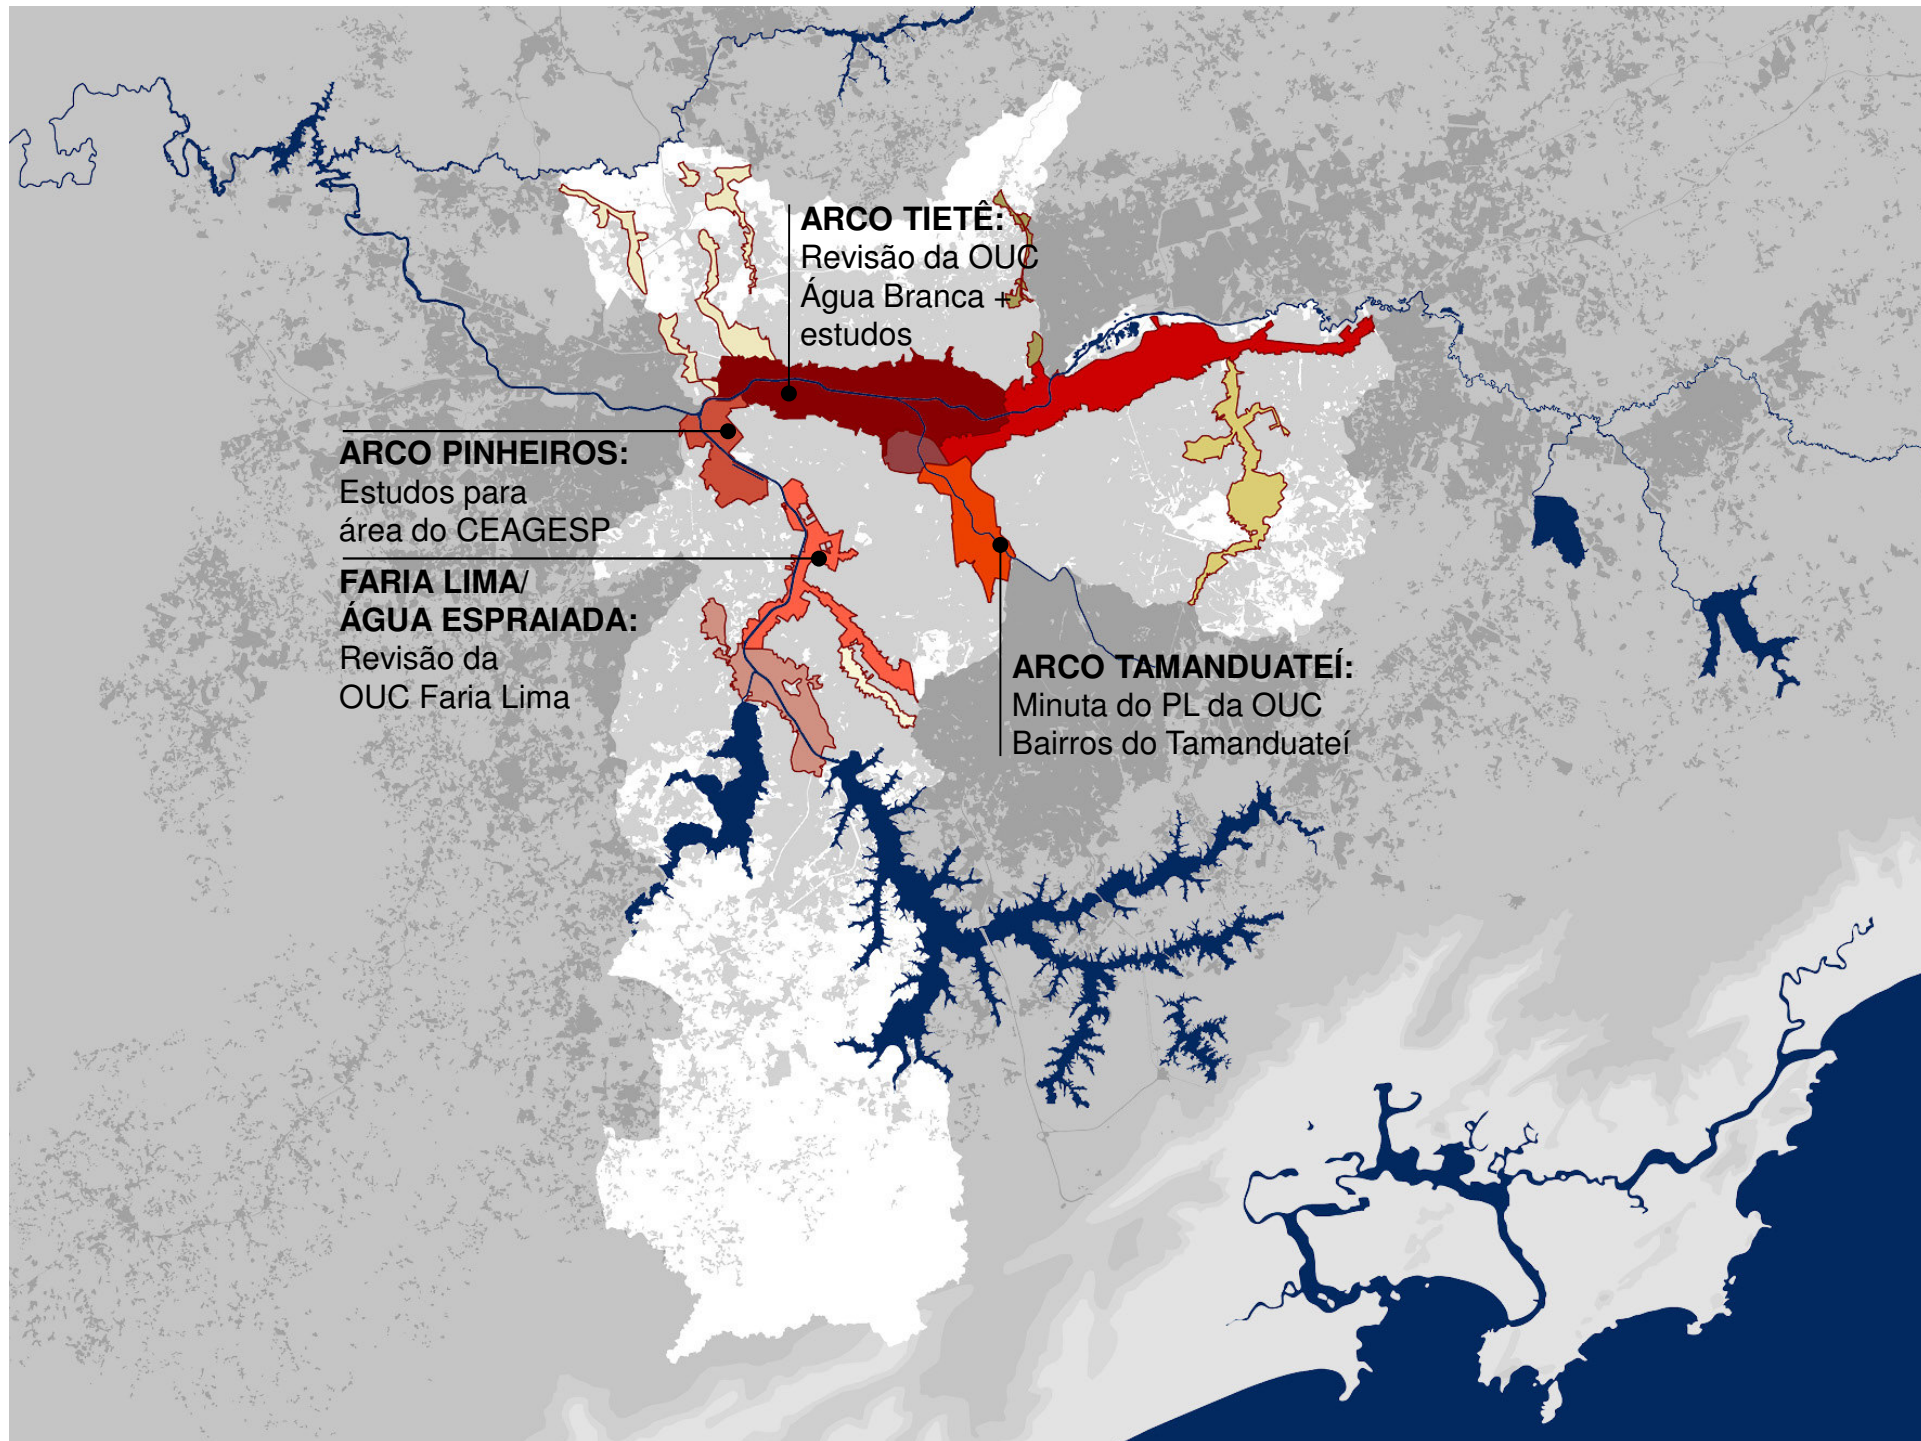 ARCO TIETÊ:
Revisão da OUC
Água Branca +
estudos
ARCO PINHEIROS:
Estudos para
área do CEAGESP
FARIA LIMA/
ÁGUA ESPRAIADA:
Revisão da
OUC Faria Lima
ARCO TAMANDUATEÍ:
Minuta do PL da OUC
Bairros do Tamanduateí